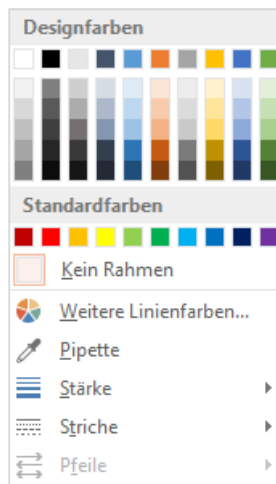 Designfarben
Standardfarben
Kein Rahmen
Weitere Linienfarben...
Pipette
Stärke
Striche
Pfeile